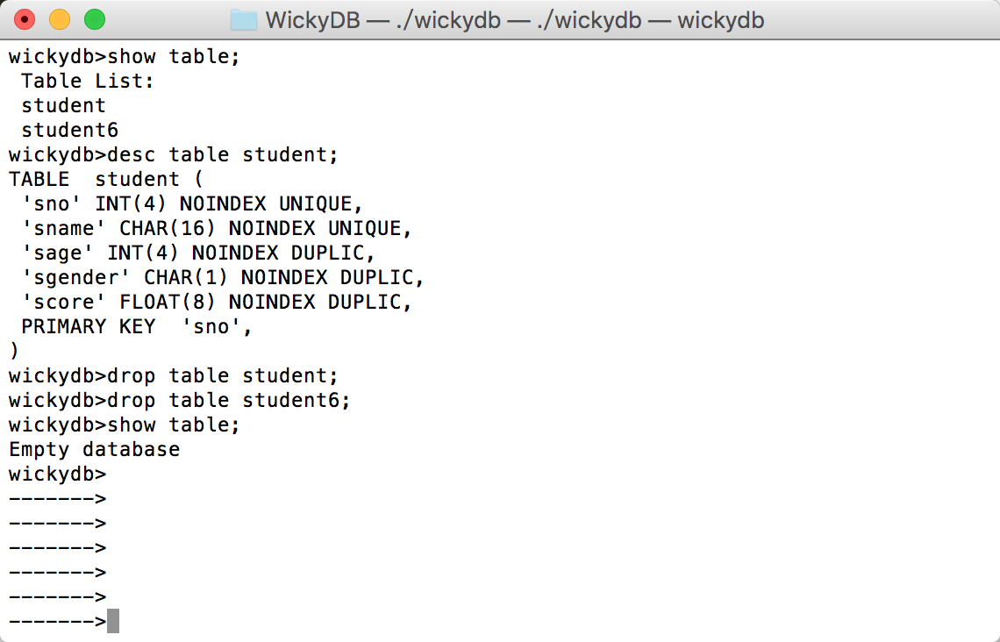 WickyDB — ./wickydb — ./wickydb — wickydb
wickydb>show table;
 Table List:
 student
 student6
wickydb>desc table student;
TABLE  student (
 'sno' INT(4) NOINDEX UNIQUE,
 'sname' CHAR(16) NOINDEX UNIQUE,
 'sage' INT(4) NOINDEX DUPLIC,
 'sgender' CHAR(1) NOINDEX DUPLIC,
 'score' FLOAT(8) NOINDEX DUPLIC,
 PRIMARY KEY  'sno',
)
wickydb>drop table student;
wickydb>drop table student6;
wickydb>show table;
Empty database
wickydb>
------->
------->
------->
------->
------->
------->